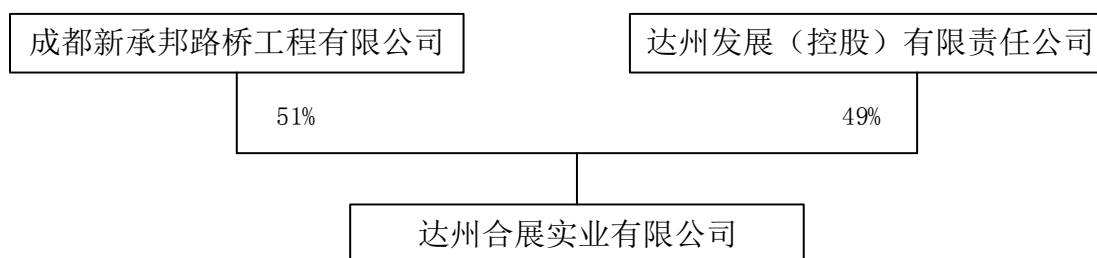 成都新承邦路桥工程有限公司
达州发展（控股）有限责任公司
51%
49%
达州合展实业有限公司